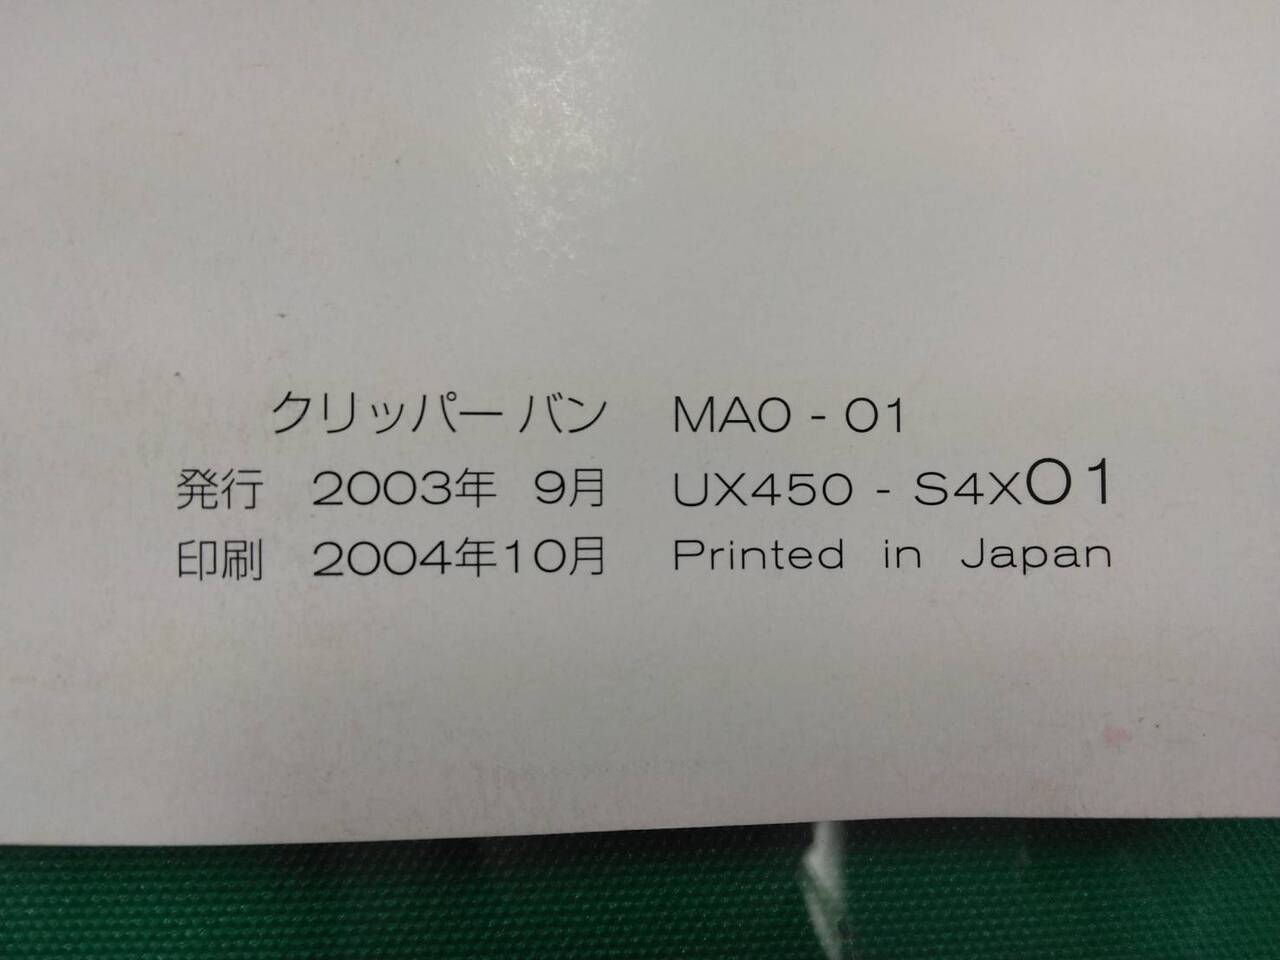 クリッパー バン MA0 - 01
発行 2003年 9月 UX450 - S4X01
印刷 2004年10月 Printed in Japan